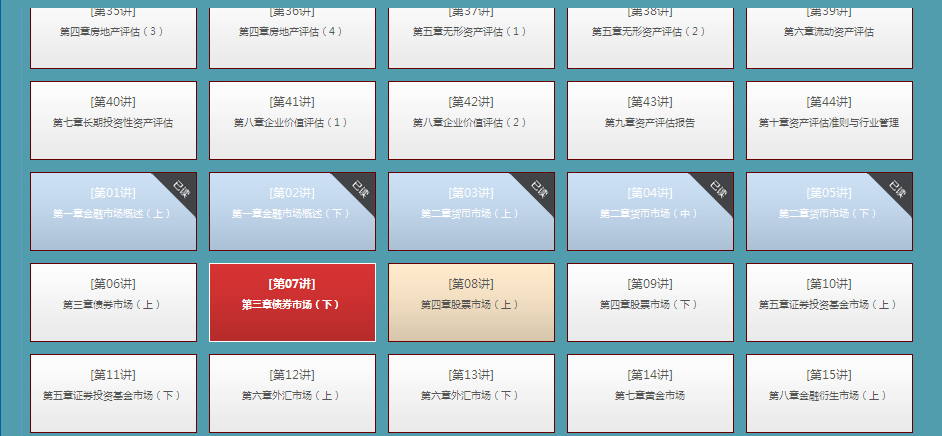 [第35讲]
第四章房地产评估（3）
[第36讲]
第四章房地产评估（4）
[第37讲]
第五章无形资产评估（1）
[第38讲]
第五章无形资产评估（2）
[第39讲]
第六章流动资产评估
[第40讲]
第七章长期投资性资产评估
[第41讲]
第八章企业价值评估（1）
[第42讲]
第八章企业价值评估（2）
[第43讲]
第九章资产评估报告
[第44讲]
第十章资产评估准则与行业管理
[第01讲]
第一章金融市场概述（上）
已读
[第02讲]
第一章金融市场概述（下）
已读
[第03讲]
第二章货币市场（上）
已读
[第04讲]
第二章货币市场（中）
已读
[第05讲]
第二章货币市场（下）
已读
[第06讲]
第三章债券市场（上）
[第07讲]
第三章债券市场（下）
[第08讲]
第四章股票市场（上）
[第09讲]
第四章股票市场（下）
[第10讲]
第五章证券投资基金市场（上）
[第11讲]
第五章证券投资基金市场（下）
[第12讲]
第六章外汇市场（上）
[第13讲]
第六章外汇市场（下）
[第14讲]
第七章黄金市场
[第15讲]
第八章金融衍生市场（上）